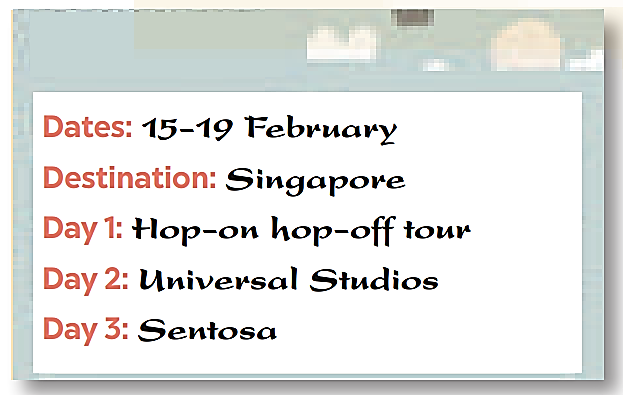 Dates: 15-19 February
Destination: Singapore
Day 1: Hop-on hop-off tour
Day 2: Universal Studios
Day 3: Sentosa